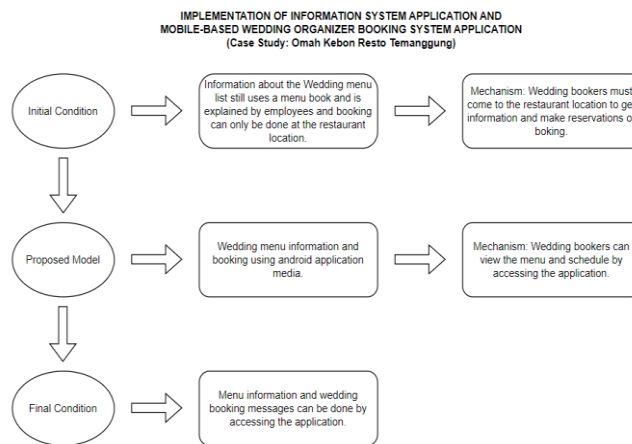 IMPLEMENTATION OF INFORMATION SYSTEM APPLICATION AND
MOBILE-BASED WEDDING ORGANIZER BOOKING SYSTEM APPLICATION
(Case Study: Omah Kebon Resto Temanggung)
Initial Condition
Information about the Wedding menu
list still uses a menu book and is
explained by employees and booking
can only be done at the restaurant
location.
Mechanism: Wedding bookers must
come to the restaurant location to ge
information and make reservations o
boking.
Proposed Model
Wedding menu information and
booking using android application
media.
Mechanism: Wedding bookers can
view the menu and schedule by
accessing the application.
Final Condition
Menu information and wedding
booking messages can be done by
accessing the application.